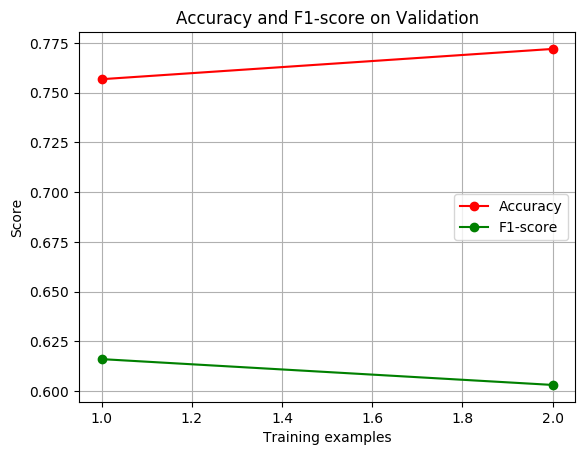 Accuracy and F1-score on Validation
0.775
0.750
0.725
0.700
0.675
0.650
0.625
0.600
Score
Accuracy
F1-score
1.0 1.2 1.4 1.6 1.8 2.0
Training examples